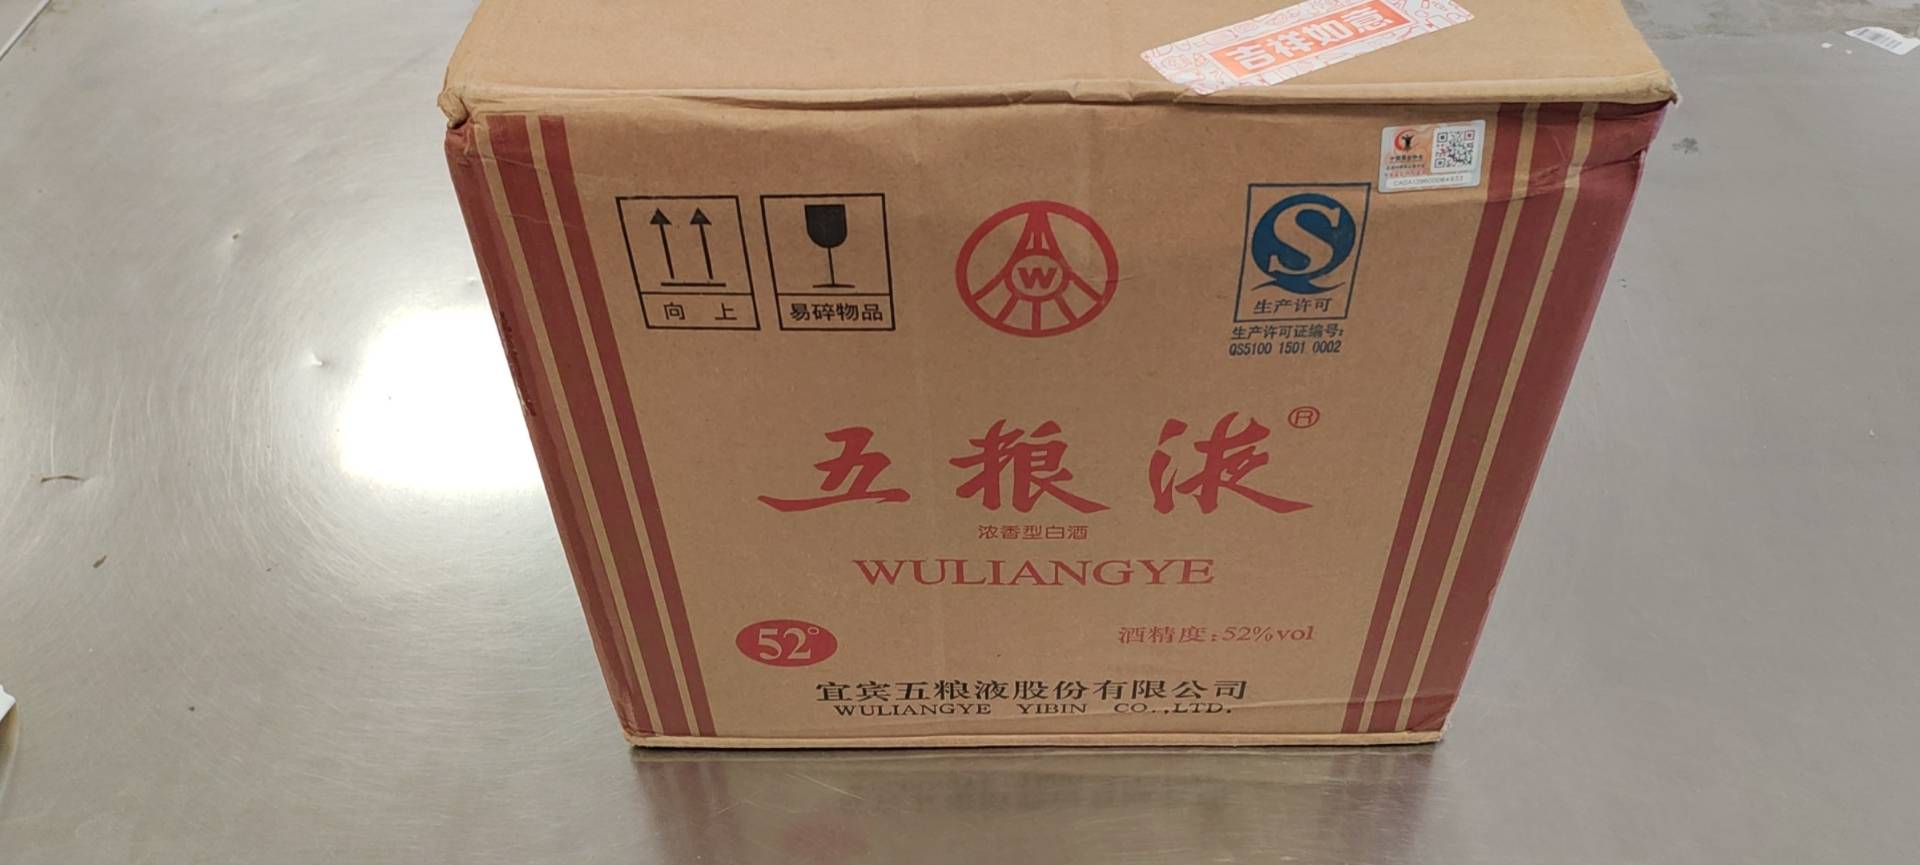 吉祥如意
向 上
易碎物品
W
S
生产许可
生产许可证编号:
QS5100 1501 0002
五粮液®
浓香型白酒
WULIANGYE
52°
酒精度:52%vol
宜宾五粮液股份有限公司
WULIANGYE YIBIN CO.,LTD.